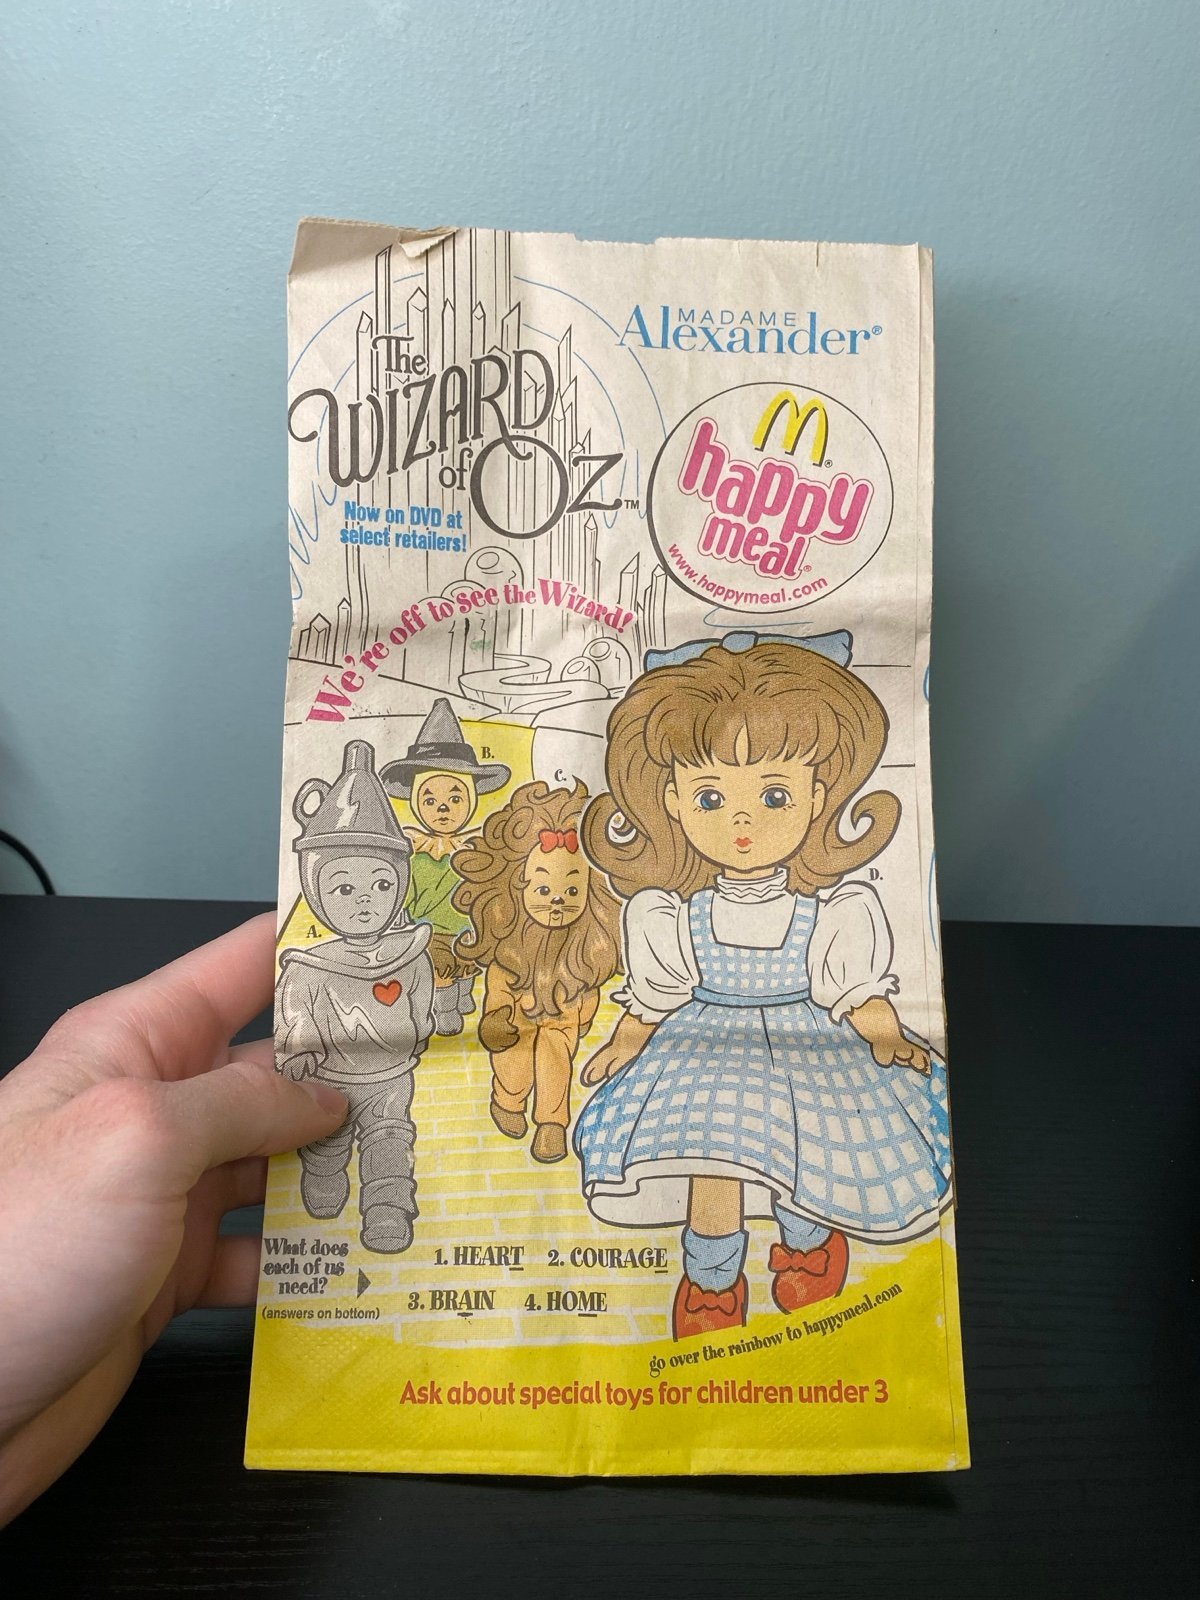 The
WIZARD
of OZ™
Now on DVD at
select retailers!
MADAME
Alexander®
M®
happy
meal®
www.happymeal.com
We're off to see the Wizard!
B.
C.
D.
A.
What does
each of us
need?
(answers on bottom)
1. HEART 2. COURAGE
3. BRAIN 4. HOME
go over the rainbow to happymeal.com
Ask about special toys for children under 3